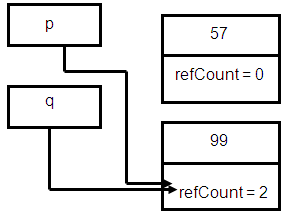 p
57
refCount = 0
q
99
refCount = 2